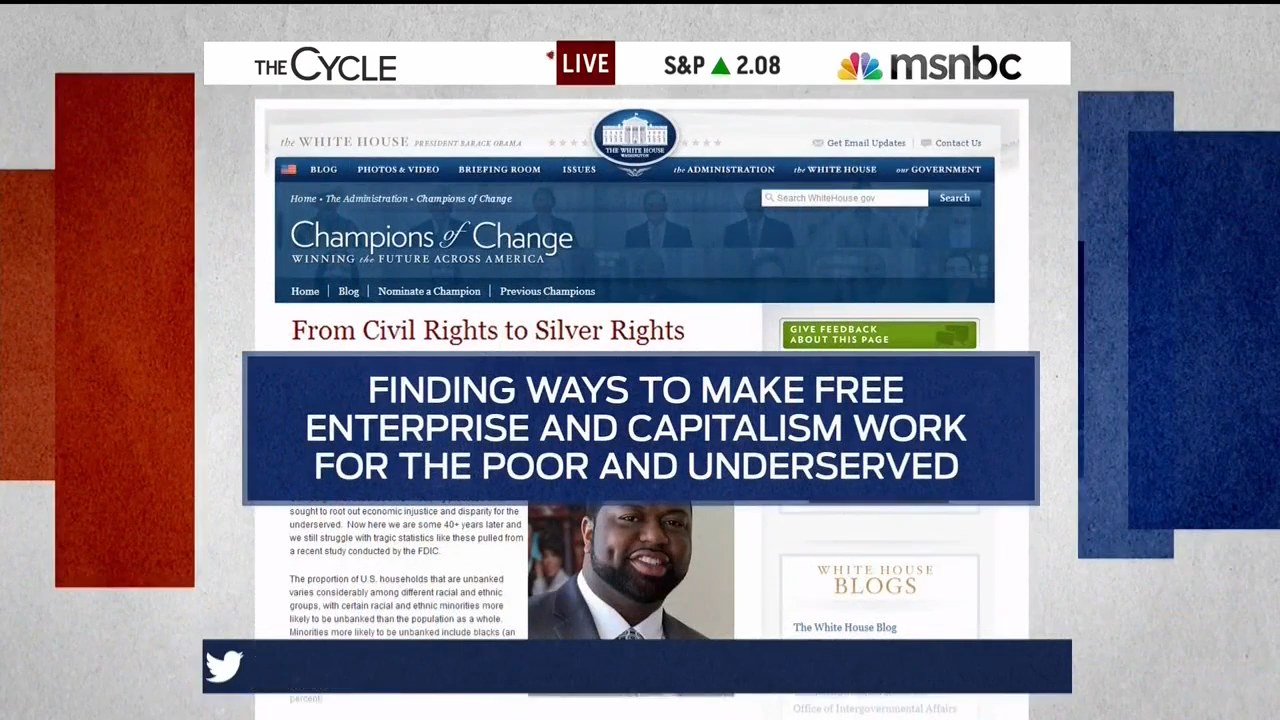 THE CYCLE
LIVE
S&P 2.08
msnbc
the WHITE HOUSE PRESIDENT BARACK OBAMA
THE WHITE HOUSE
WASHINGTON
Get Email Updates
Contact Us
BLOG PHOTOS & VIDEO BRIEFING ROOM ISSUES the ADMINISTRATION the WHITE HOUSE our GOVERNMENT
Home • The Administration • Champions of Change
Search WhiteHouse.gov
Search
Champions of Change
WINNING the FUTURE ACROSS AMERICA
Home | Blog | Nominate a Champion | Previous Champions
From Civil Rights to Silver Rights
GIVE FEEDBACK
ABOUT THIS PAGE
FINDING WAYS TO MAKE FREE
ENTERPRISE AND CAPITALISM WORK
FOR THE POOR AND UNDERSERVED
sought to root out economic injustice and disparity for the
underserved. Now here we are some 40+ years later and
we still struggle with tragic statistics like these pulled from
a recent study conducted by the FDIC.
The proportion of U.S. households that are unbanked
varies considerably among different racial and ethnic
groups, with certain racial and ethnic minorities more
likely to be unbanked than the population as a whole.
Minorities more likely to be unbanked include blacks (an
percent)
WHITE HOUSE
BLOGS
The White House Blog
Office of Intergovernmental Affairs